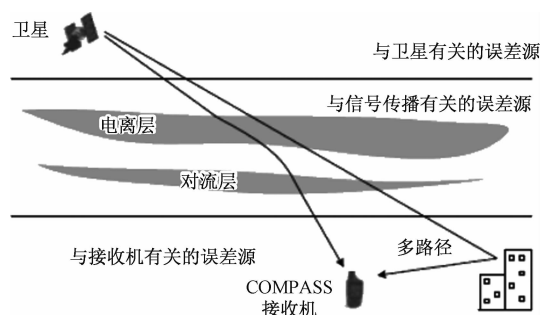 卫星
与卫星有关的误差源
与信号传播有关的误差源
电离层
对流层
与接收机有关的误差源
多路径
COMPASS
接收机